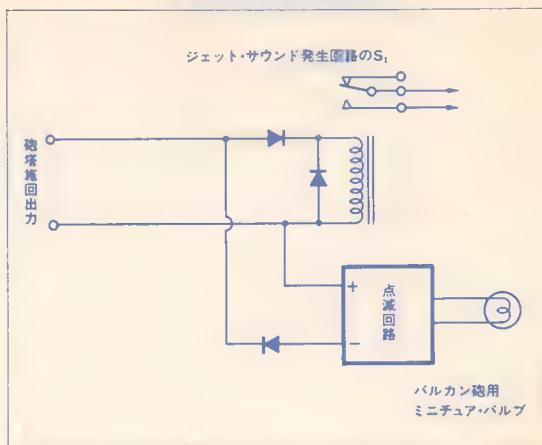 ジェット・サウンド発生回路のS₁
砲塔施回出力
+
点滅回路
−
バルカン砲用
ミニチュア・バルブ